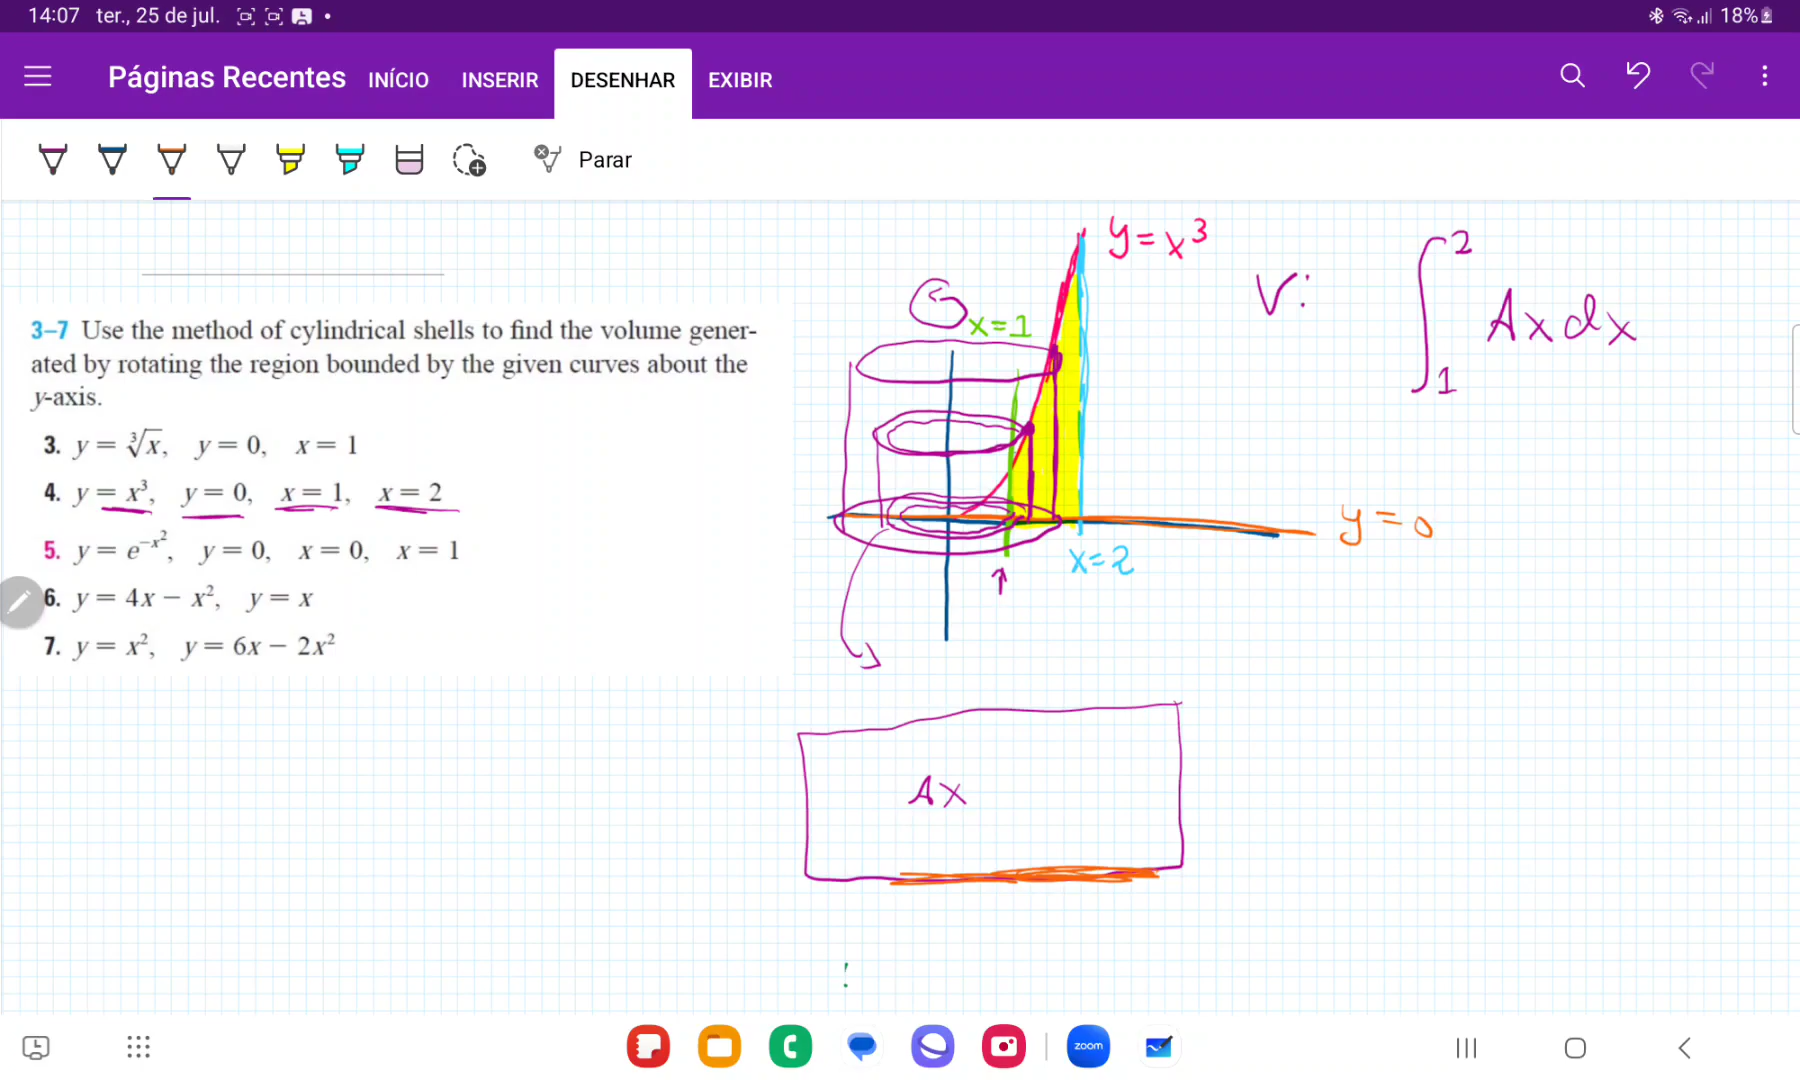 14:07 ter., 25 de jul. 18%
Páginas Recentes INÍCIO INSERIR DESENHAR EXIBIR
Parar
3–7 Use the method of cylindrical shells to find the volume gener-
ated by rotating the region bounded by the given curves about the
y-axis.
3. y = ∛x, y = 0, x = 1
4. y = x³, y = 0, x = 1, x = 2
5. y = e^{-x²}, y = 0, x = 0, x = 1
6. y = 4x − x², y = x
7. y = x², y = 6x − 2x²
y = x³
x = 1
y = 0
x = 2
V: ∫₁² Ax dx
Ax
zoom